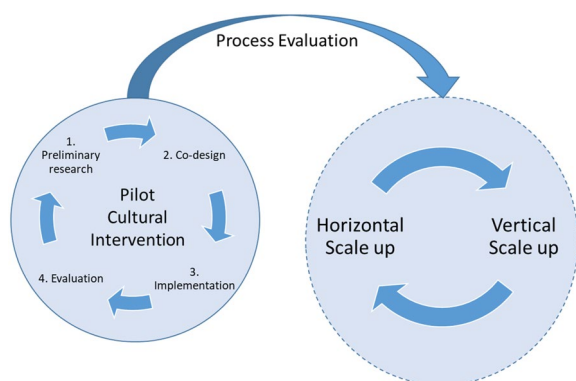 Process Evaluation
1.
Preliminary
research
2. Co-design
Pilot
Cultural
Intervention
3.
Implementation
4. Evaluation
Horizontal
Scale up
Vertical
Scale up